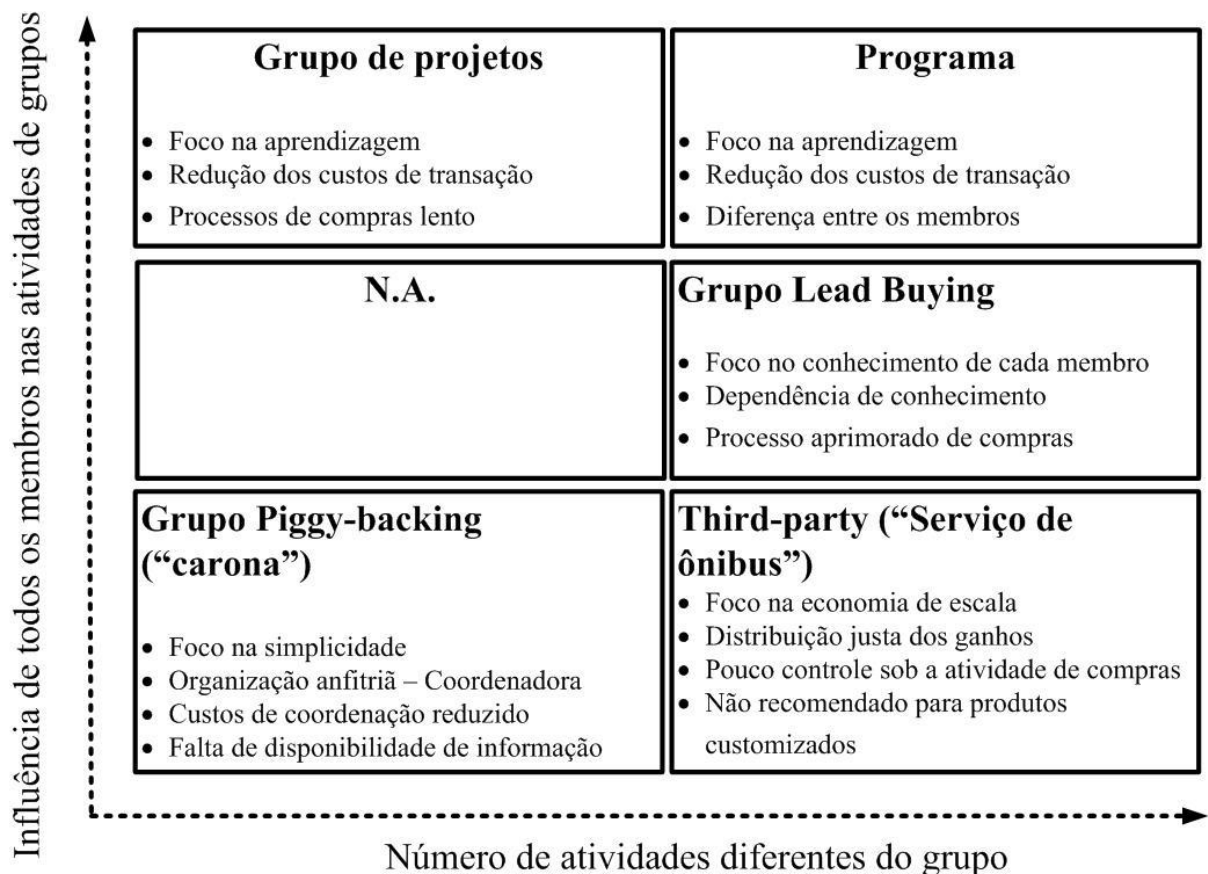 Influência de todos os membros nas atividades de grupos
Grupo de projetos
• Foco na aprendizagem
• Redução dos custos de transação
• Processos de compras lento
Programa
• Foco na aprendizagem
• Redução dos custos de transação
• Diferença entre os membros
N.A.
Grupo Lead Buying
• Foco no conhecimento de cada membro
• Dependência de conhecimento
• Processo aprimorado de compras
Grupo Piggy-backing
(“carona”)
• Foco na simplicidade
• Organização anfitriã – Coordenadora
• Custos de coordenação reduzido
• Falta de disponibilidade de informação
Third-party (“Serviço de
ônibus”)
• Foco na economia de escala
• Distribuição justa dos ganhos
• Pouco controle sob a atividade de compras
• Não recomendado para produtos
customizados
Número de atividades diferentes do grupo